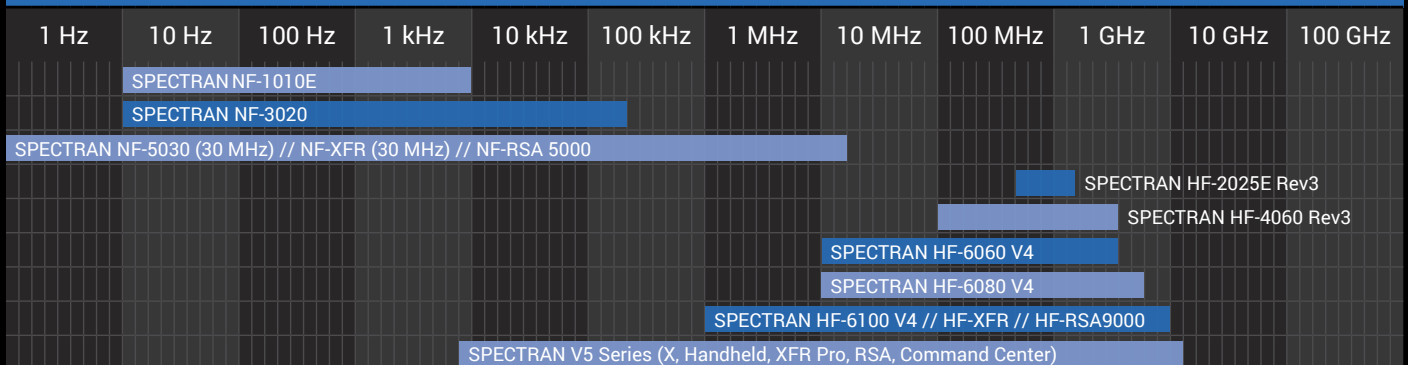 1 Hz 10 Hz 100 Hz 1 kHz 10 kHz 100 kHz 1 MHz 10 MHz 100 MHz 1 GHz 10 GHz 100 GHz
SPECTRAN NF-1010E
SPECTRAN NF-3020
SPECTRAN NF-5030 (30 MHz) // NF-XFR (30 MHz) // NF-RSA 5000
SPECTRAN HF-2025E Rev3
SPECTRAN HF-4060 Rev3
SPECTRAN HF-6060 V4
SPECTRAN HF-6080 V4
SPECTRAN HF-6100 V4 // HF-XFR // HF-RSA9000
SPECTRAN V5 Series (X, Handheld, XFR Pro, RSA, Command Center)